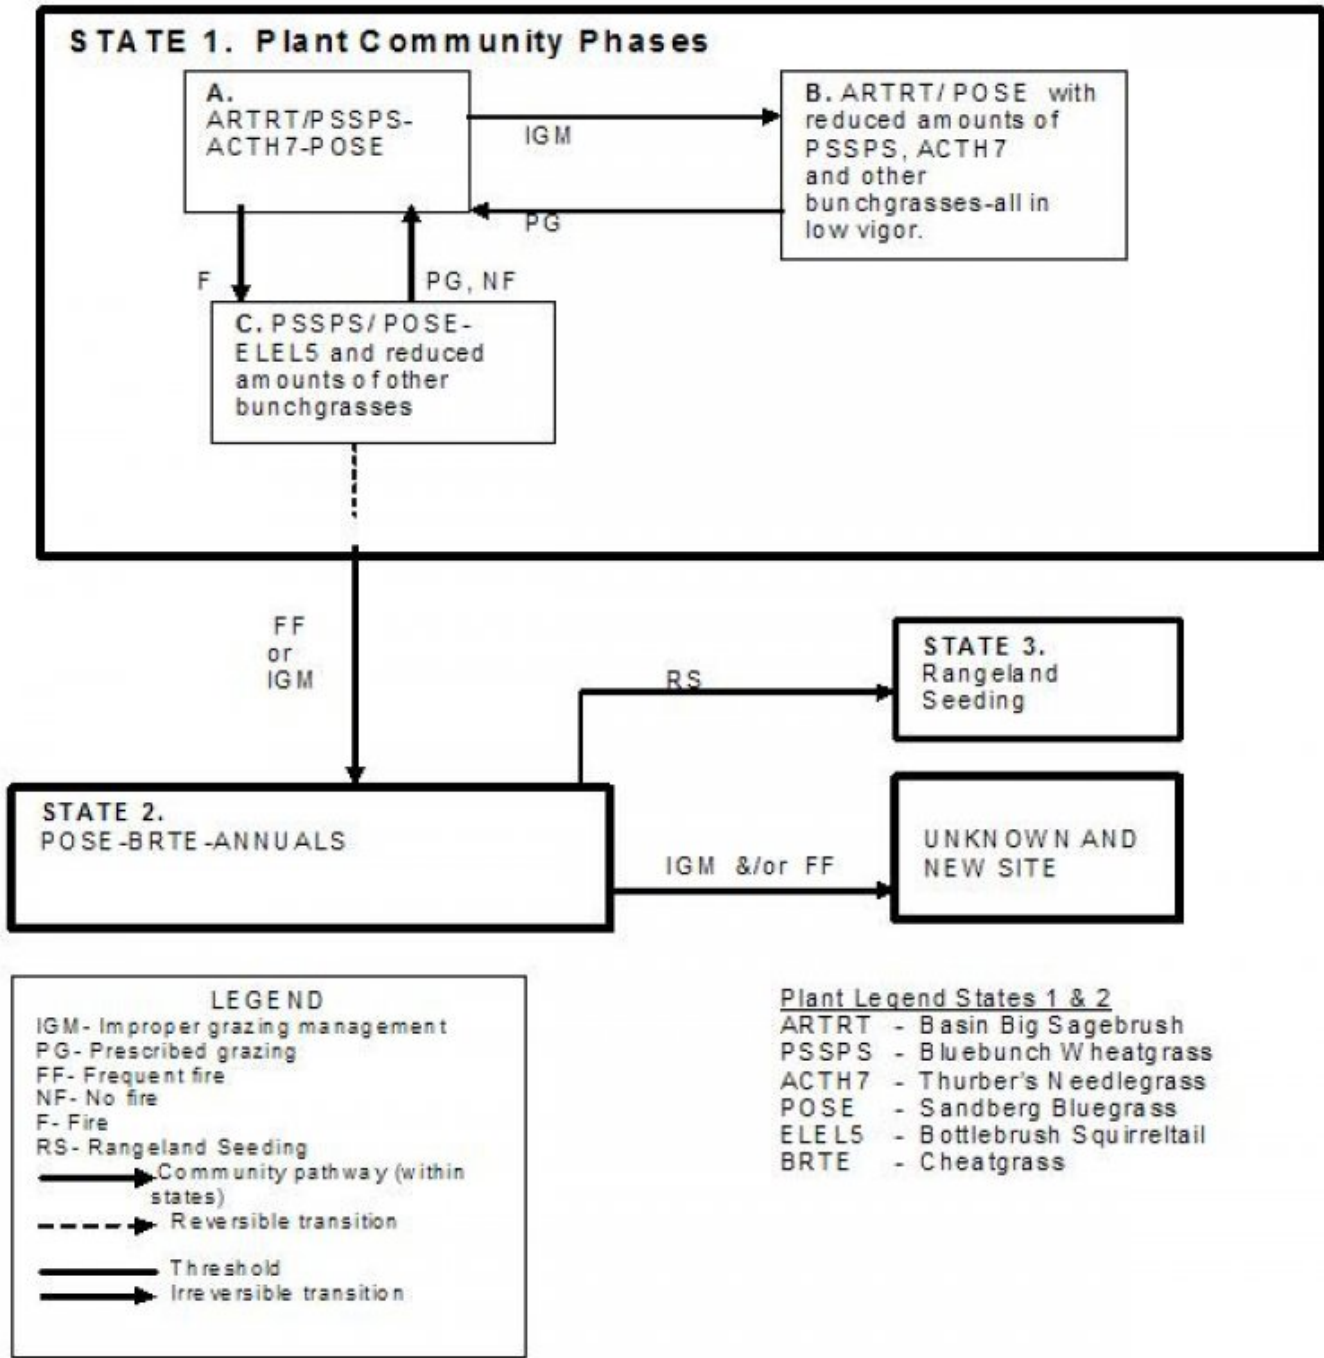 STATE 1. Plant Community Phases
A.
ARTRT/PSSPS-
ACTH7-POSE
IGM
B. ARTRT/ POSE with
reduced amounts of
PSSPS, ACTH7
and other
bunchgrasses-all in
low vigor.
PG
F
PG, NF
C. PSSPS/ POSE-
ELEL5 and reduced
amounts of other
bunchgrasses
FF
or
IGM
RS
STATE 3.
Rangeland
Seeding
STATE 2.
POSE-BRTE-ANNUALS
IGM &/or FF
UNKNOWN AND
NEW SITE
LEGEND
IGM- Improper grazing management
PG- Prescribed grazing
FF- Frequent fire
NF- No fire
F- Fire
RS- Rangeland Seeding
Community pathway (within
states)
Reversible transition
Threshold
Irreversible transition
Plant Legend States 1 & 2
ARTRT - Basin Big Sagebrush
PSSPS - Bluebunch Wheatgrass
ACTH7 - Thurber's Needlegrass
POSE - Sandberg Bluegrass
ELEL5 - Bottlebrush Squirreltail
BRTE - Cheatgrass